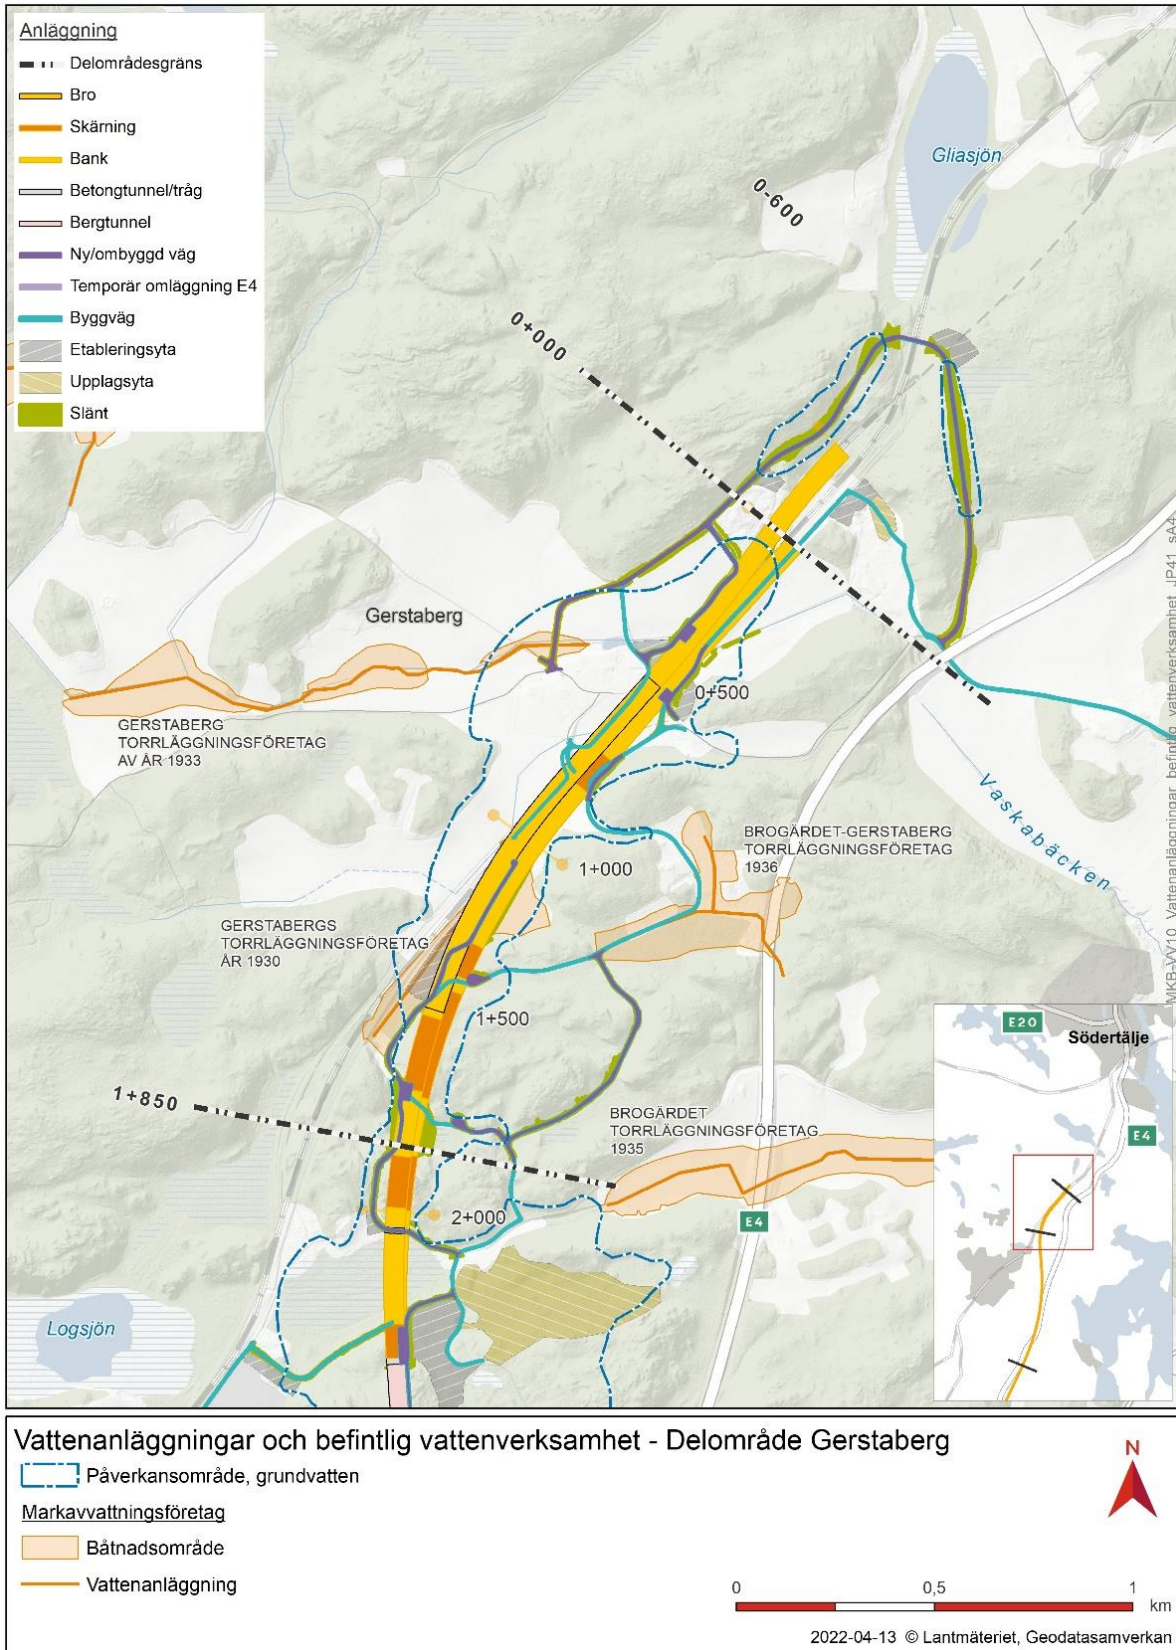 Anläggning
Delområdesgräns
Bro
Skärning
Bank
Betongtunnel/tråg
Bergtunnel
Ny/ombyggd väg
Temporär omläggning E4
Byggväg
Etableringsyta
Upplagsyta
Slänt
Gliasjön
0-600
0+000
Gerstaberg
0+500
GERSTABERG
TORRLÄGGNINGSFÖRETAG
AV ÅR 1933
Vaskabäcken
BROGÄRDET-GERSTABERG
TORRLÄGGNINGSFÖRETAG
1936
1+000
GERSTABERGS
TORRLÄGGNINGSFÖRETAG
ÅR 1930
1+500
1+850
BROGÄRDET
TORRLÄGGNINGSFÖRETAG
1935
2+000
E4
Logsjön
E20
Södertälje
E4
MKB-VV10_Vattenanläggningar_befintlig_vattenverksamhet_JP41_sA4
Vattenanläggningar och befintlig vattenverksamhet - Delområde Gerstaberg
Påverkansområde, grundvatten
Markavvattningsföretag
Båtnadsområde
Vattenanläggning
N
0 0,5 1
km
2022-04-13 © Lantmäteriet, Geodatasamverkan